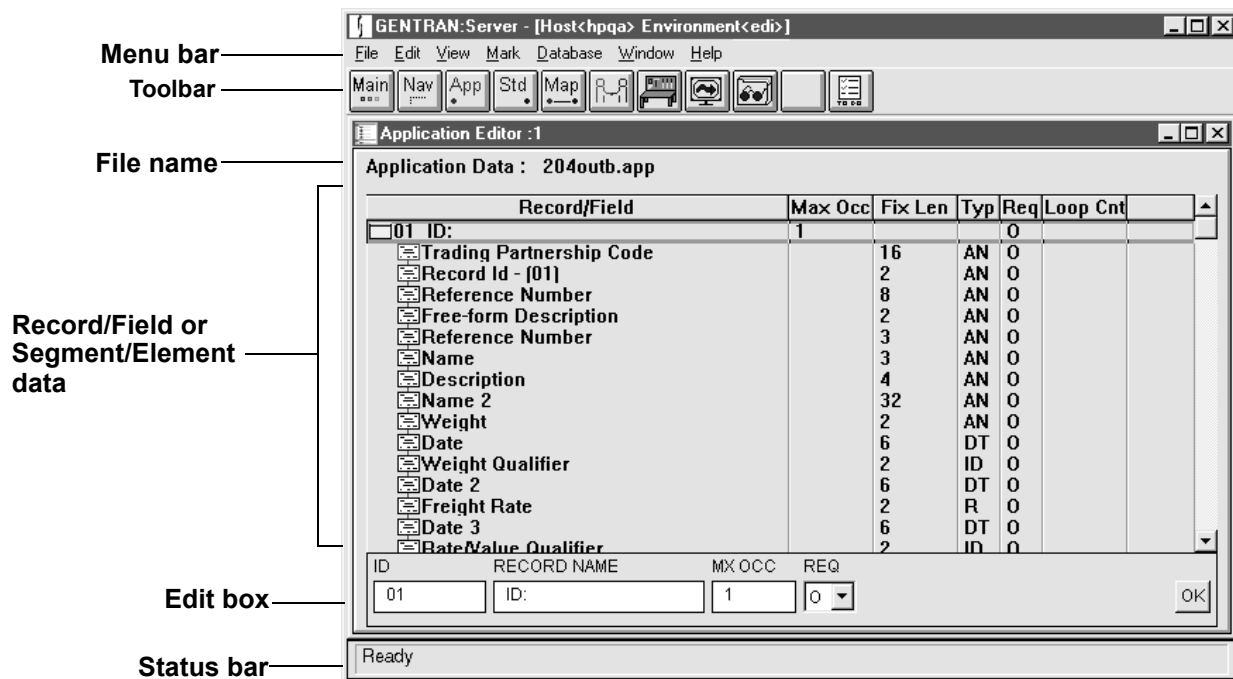 GENTRAN:Server - [Host<hpqa> Environment<edi>]
Menu bar
File Edit View Mark Database Window Help
Toolbar
Main Nav App Std Map TO DO
Application Editor :1
File name
Application Data : 204outb.app
Record/Field Max Occ Fix Len Typ Req Loop Cnt
01 ID: 1 O
Trading Partnership Code 16 AN O
Record Id - (01) 2 AN O
Reference Number 8 AN O
Free-form Description 2 AN O
Reference Number 3 AN O
Name 3 AN O
Description 4 AN O
Name 2 32 AN O
Weight 2 AN O
Date 6 DT O
Weight Qualifier 2 ID O
Date 2 6 DT O
Freight Rate 2 R O
Date 3 6 DT O
Rate/Value Qualifier 2 ID O
Record/Field or
Segment/Element
data
ID RECORD NAME MX OCC REQ
01 ID: 1 O OK
Edit box
Ready
Status bar